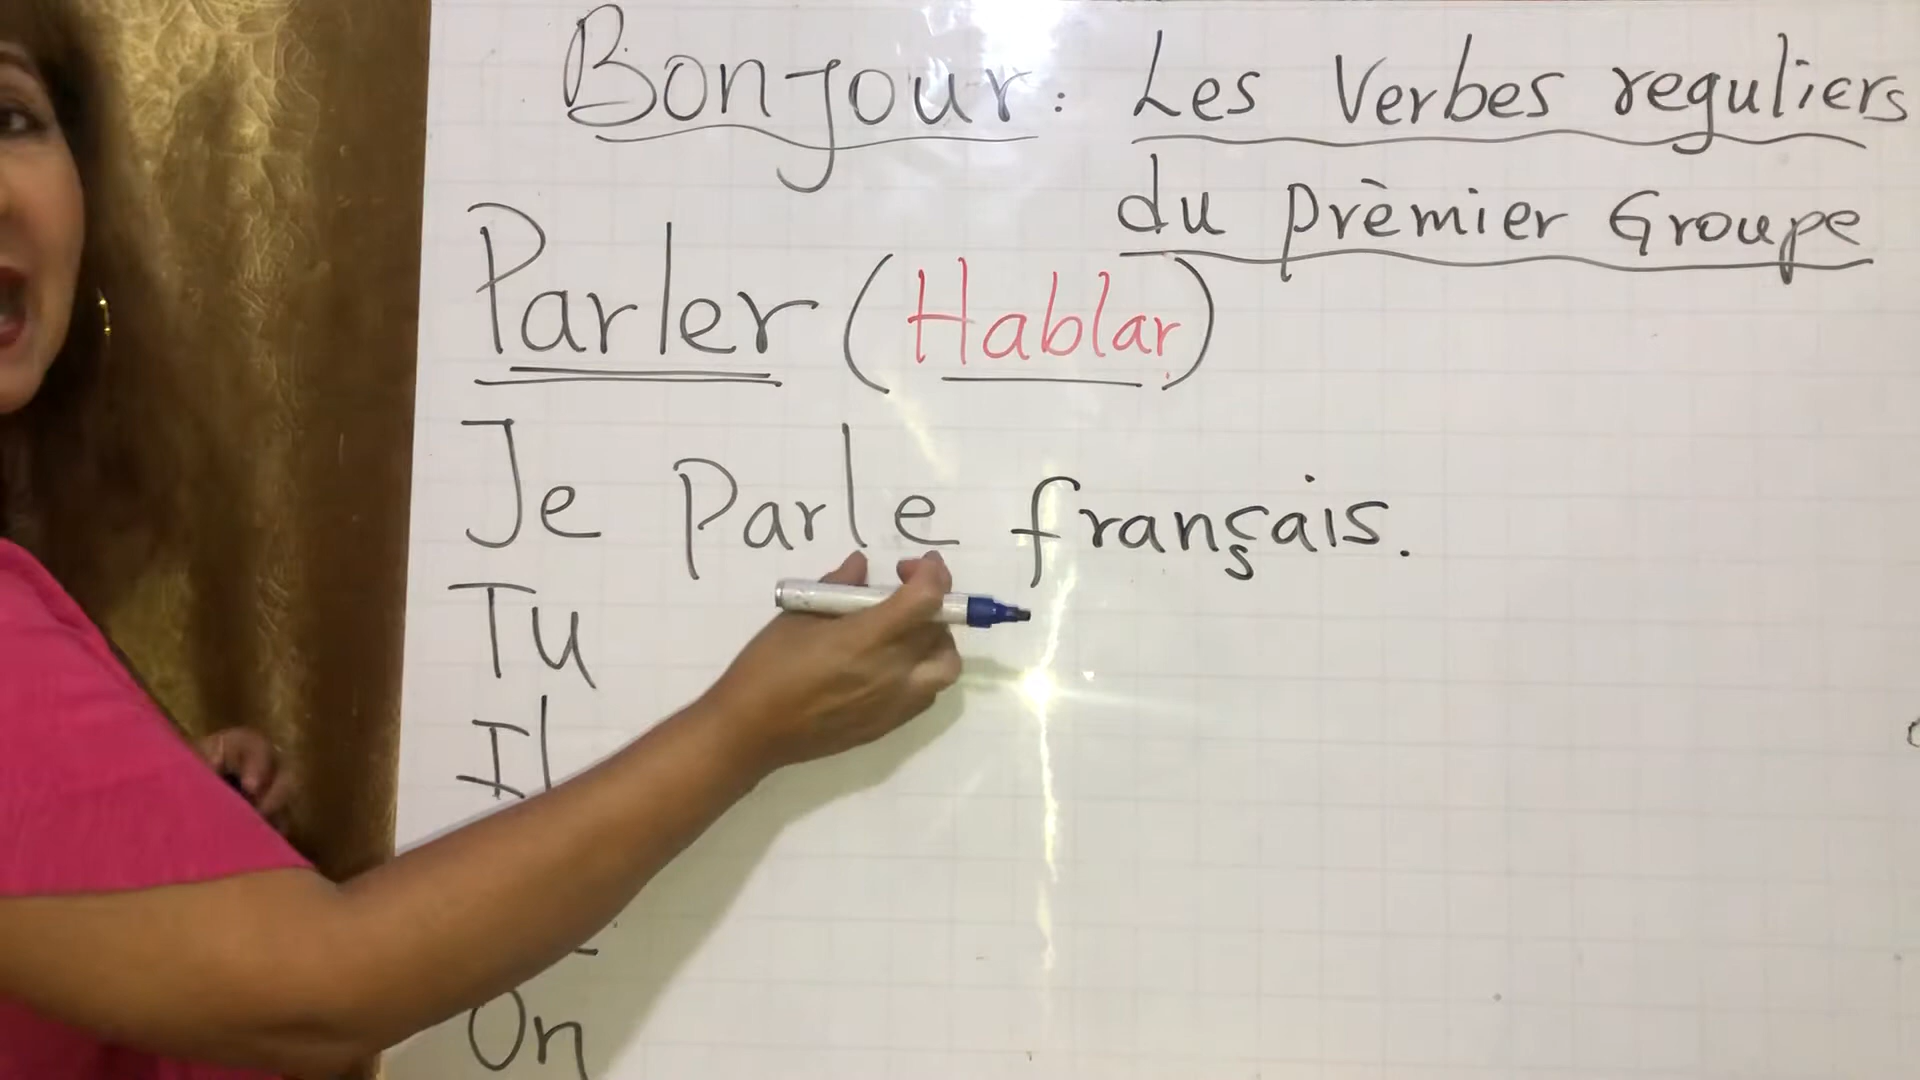 Bonjour: Les Verbes reguliers
du prèmier Groupe
Parler (Hablar)
Je Parle français.
Tu
Il
On